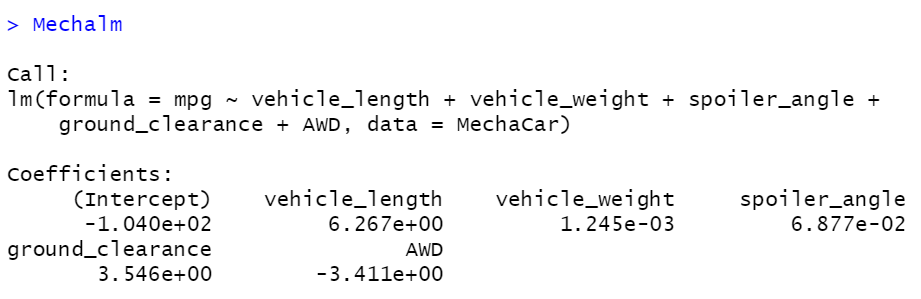 > Mechalm
Call:
lm(formula = mpg ~ vehicle_length + vehicle_weight + spoiler_angle +
    ground_clearance + AWD, data = MechaCar)
Coefficients:
     (Intercept)    vehicle_length    vehicle_weight     spoiler_angle
      -1.040e+02         6.267e+00         1.245e-03         6.877e-02
ground_clearance               AWD
       3.546e+00        -3.411e+00